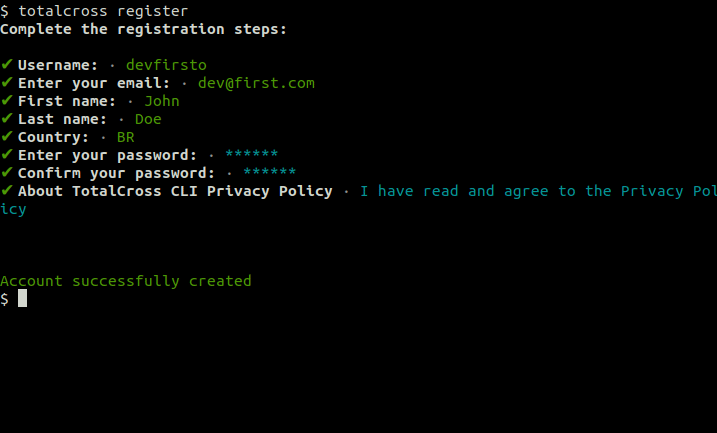 $ totalcross register
Complete the registration steps:
✔ Username: · devfirsto
✔ Enter your email: · dev@first.com
✔ First name: · John
✔ Last name: · Doe
✔ Country: · BR
✔ Enter your password: · ******
✔ Confirm your password: · ******
✔ About TotalCross CLI Privacy Policy · I have read and agree to the Privacy Pol
icy
Account successfully created
$